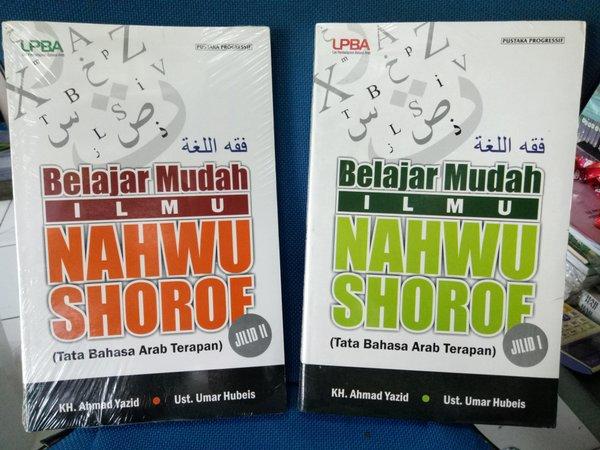 LPBA
PUSTAKA PROGRESSIF
فقه اللغة
Belajar Mudah
ILMU
NAHWU
SHOROF
JILID II
(Tata Bahasa Arab Terapan)
KH. Ahmad Yazid • Ust. Umar Hubeis
LPBA
PUSTAKA PROGRESSIF
فقه اللغة
Belajar Mudah
ILMU
NAHWU
SHOROF
JILID I
(Tata Bahasa Arab Terapan)
KH. Ahmad Yazid • Ust. Umar Hubeis